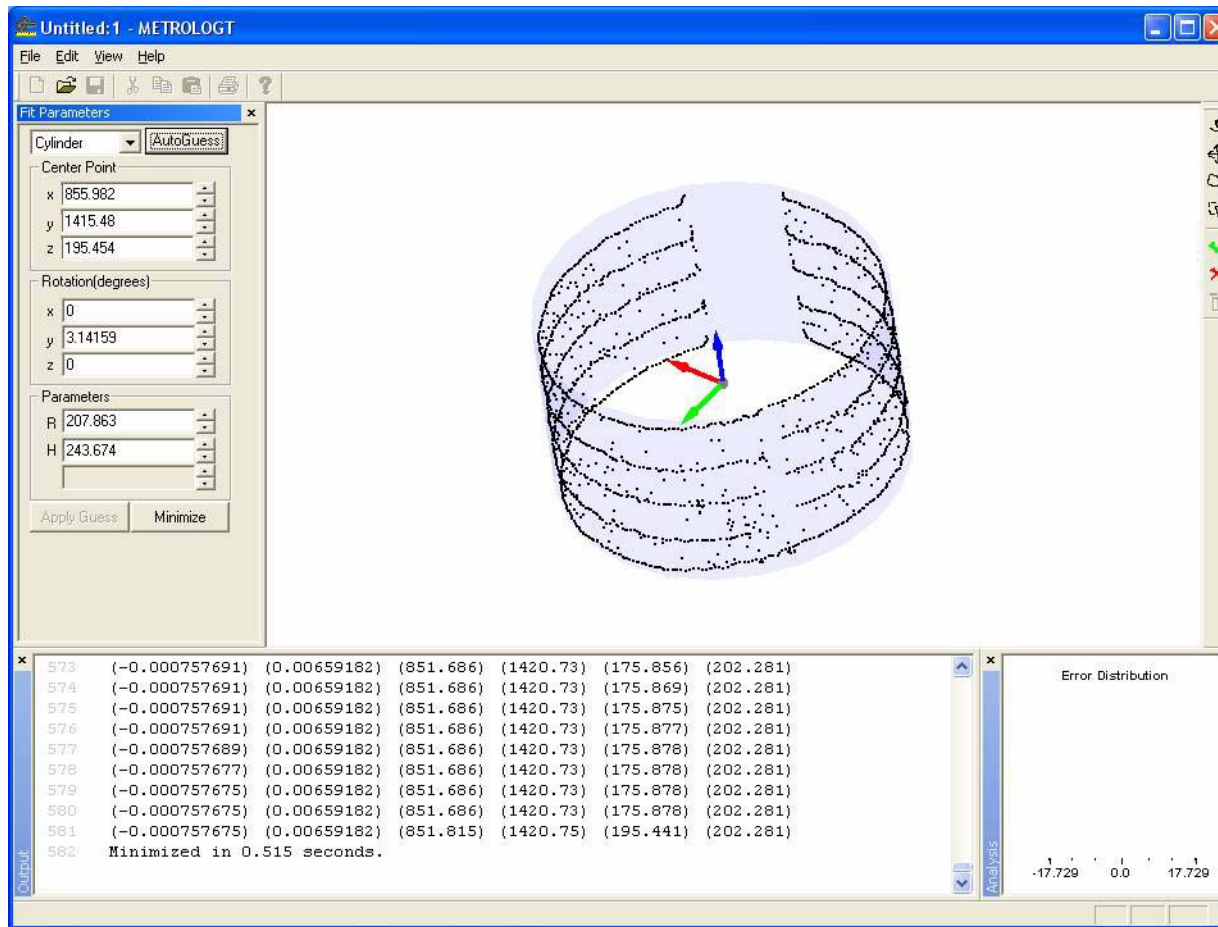 Untitled:1 - METROLOGT
File Edit View Help
Fit Parameters
Cylinder AutoGuess
Center Point
x 855.982
y 1415.48
z 195.454
Rotation(degrees)
x 0
y 3.14159
z 0
Parameters
R 207.863
H 243.674
Apply Guess Minimize
573 (-0.000757691) (0.00659182) (851.686) (1420.73) (175.856) (202.281)
574 (-0.000757691) (0.00659182) (851.686) (1420.73) (175.869) (202.281)
575 (-0.000757691) (0.00659182) (851.686) (1420.73) (175.875) (202.281)
576 (-0.000757691) (0.00659182) (851.686) (1420.73) (175.877) (202.281)
577 (-0.000757689) (0.00659182) (851.686) (1420.73) (175.878) (202.281)
578 (-0.000757677) (0.00659182) (851.686) (1420.73) (175.878) (202.281)
579 (-0.000757675) (0.00659182) (851.686) (1420.73) (175.878) (202.281)
580 (-0.000757675) (0.00659182) (851.686) (1420.73) (175.878) (202.281)
581 (-0.000757675) (0.00659182) (851.815) (1420.75) (195.441) (202.281)
582 Minimized in 0.515 seconds.
Output
Error Distribution
-17.729 0.0 17.729
Analysis